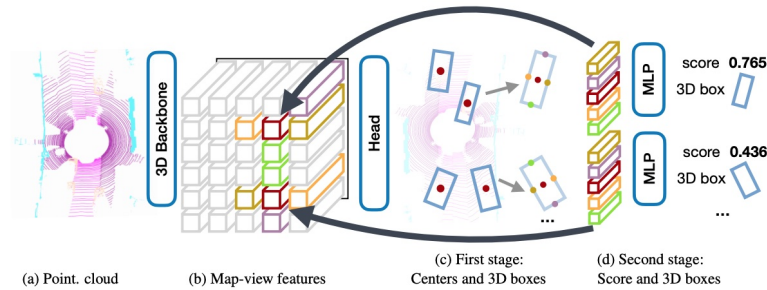 3D Backbone
Head
MLP
score 0.765
3D box
MLP
score 0.436
3D box
...
...
(a) Point. cloud
(b) Map-view features
(c) First stage:
Centers and 3D boxes
(d) Second stage:
Score and 3D boxes